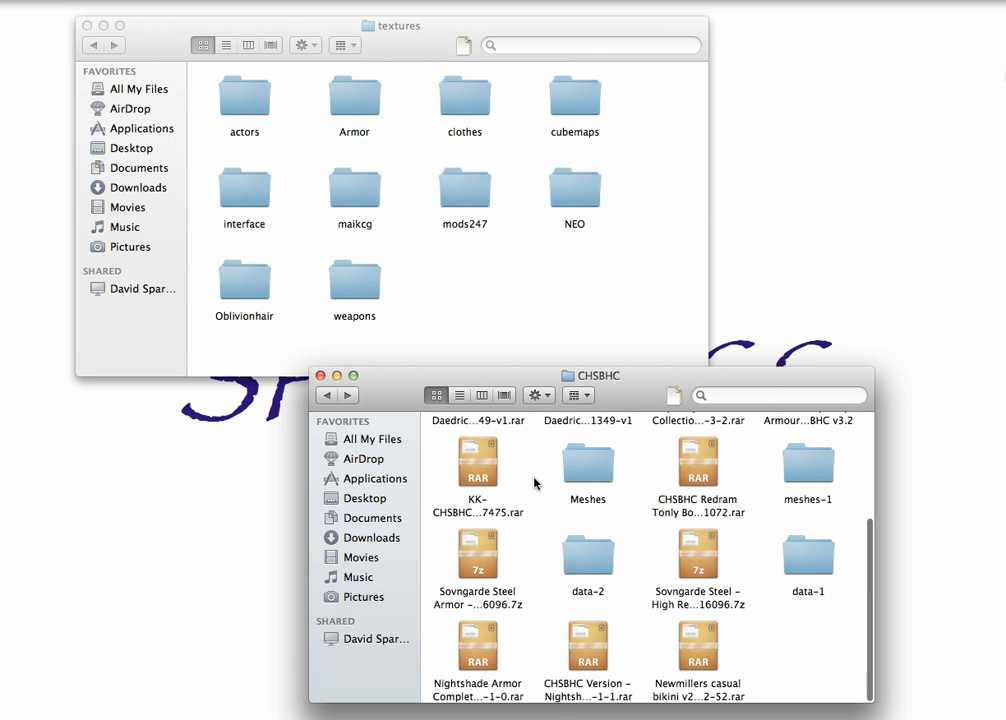 textures
FAVORITES
All My Files
AirDrop
Applications
Desktop
Documents
Downloads
Movies
Music
Pictures
SHARED
David Spar...
actors
Armor
clothes
cubemaps
interface
maikcg
mods247
NEO
Oblivionhair
weapons
CHSBHC
FAVORITES
All My Files
AirDrop
Applications
Desktop
Documents
Downloads
Movies
Music
Pictures
SHARED
David Spar...
Daedric...49-v1.rar
Daedric...1349-v1
Collectio...-3-2.rar
Armour...BHC v3.2
RAR
KK-
CHSBHC...7475.rar
Meshes
RAR
CHSBHC Redram
Tonly Bo...1072.rar
meshes-1
7z
Sovngarde Steel
Armor -...6096.7z
data-2
7z
Sovngarde Steel -
High Re...16096.7z
data-1
RAR
Nightshade Armor
Complet...-1-0.rar
RAR
CHSBHC Version -
Nightsh...-1-1.rar
RAR
Newmillers casual
bikini v2...2-52.rar